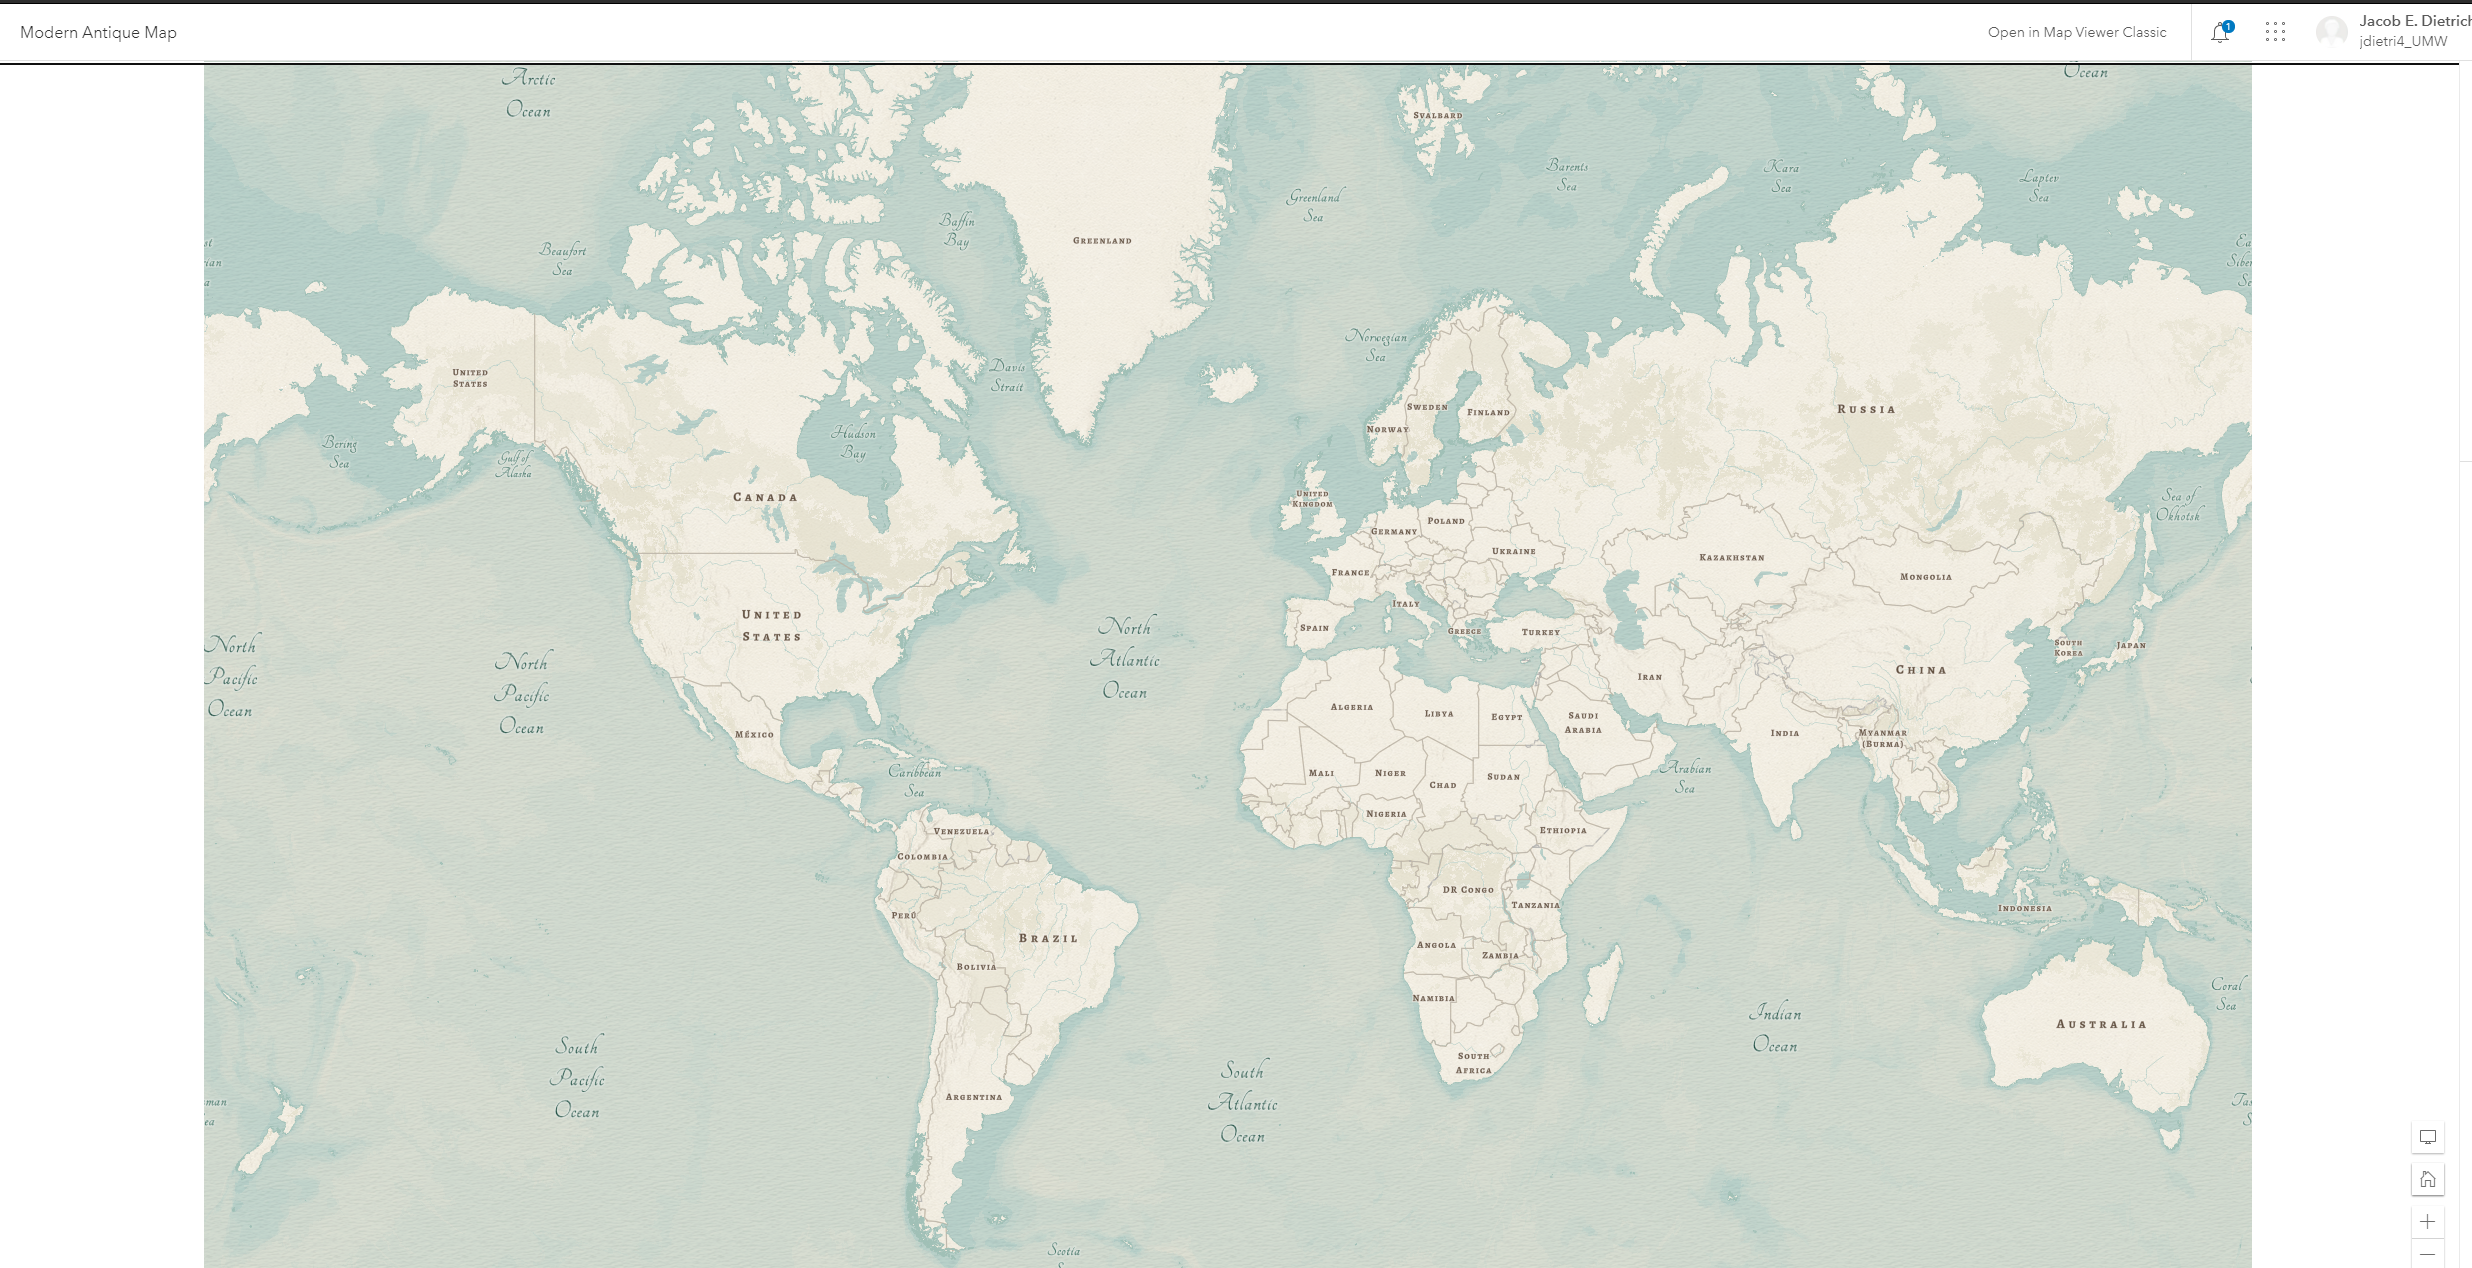 Modern Antique Map
Open in Map Viewer Classic
1
Jacob E. Dietrich
jdietri4_UMW
Arctic
Ocean
Ocean
Svalbard
Barents
Sea
Kara
Sea
Laptev
Sea
Greenland
Sea
Baffin
Bay
Greenland
Beaufort
Sea
Norwegian
Sea
Davis
Strait
United
States
Russia
Sweden
Finland
Norway
Bering
Sea
Hudson
Bay
Gulf of
Alaska
Canada
United
Kingdom
Sea of
Okhotsk
Poland
Germany
Ukraine
Kazakhstan
France
Mongolia
Italy
United
States
North
Atlantic
Ocean
Spain
Greece
Turkey
South
Korea
Japan
North
Pacific
Ocean
North
Pacific
Ocean
China
Iran
Algeria
Libya
Egypt
Saudi
Arabia
México
India
Myanmar
(Burma)
Caribbean
Sea
Mali
Niger
Chad
Sudan
Arabian
Sea
Nigeria
Venezuela
Ethiopia
Colombia
DR Congo
Tanzania
Indonesia
Perú
Brazil
Angola
Zambia
Bolivia
Namibia
Coral
Sea
Indian
Ocean
Australia
South
Pacific
Ocean
South
Africa
South
Atlantic
Ocean
Argentina
Scotia